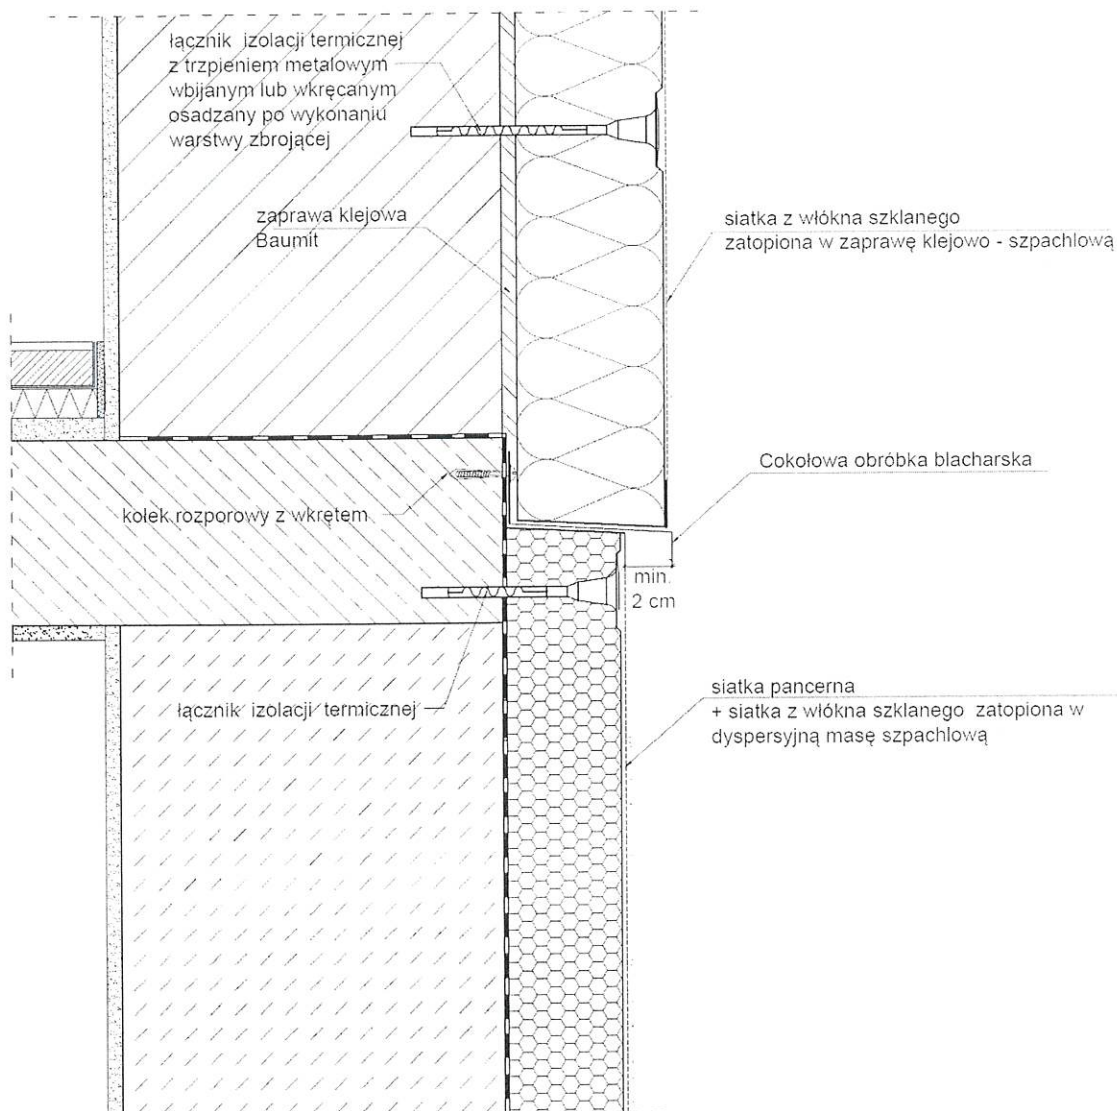 łącznik izolacji termicznej
z trzpieniem metalowym
wbijanym lub wkręcanym
osadzany po wykonaniu
warstwy zbrojącej
zaprawa klejowa
Baumit
siatka z włókna szklanego
zatopiona w zaprawę klejowo - szpachlową
Cokołowa obróbka blacharska
kołek rozporowy z wkrętem
min.
2 cm
łącznik izolacji termicznej
siatka pancerna
+ siatka z włókna szklanego zatopiona w
dyspersyjną masę szpachlową